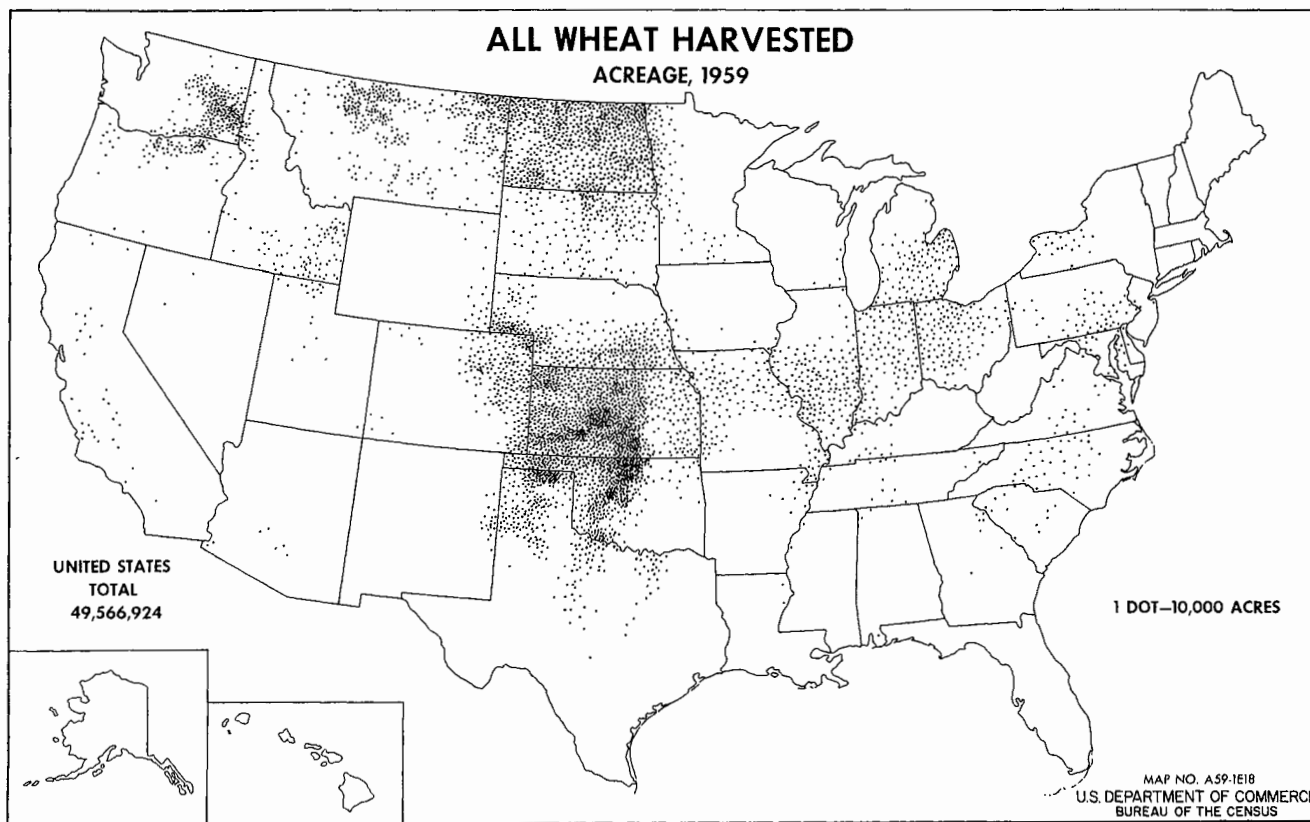 ALL WHEAT HARVESTED
ACREAGE, 1959
UNITED STATES
TOTAL
49,566,924
1 DOT—10,000 ACRES
MAP NO. A59-1E18
U.S. DEPARTMENT OF COMMERC
BUREAU OF THE CENSUS